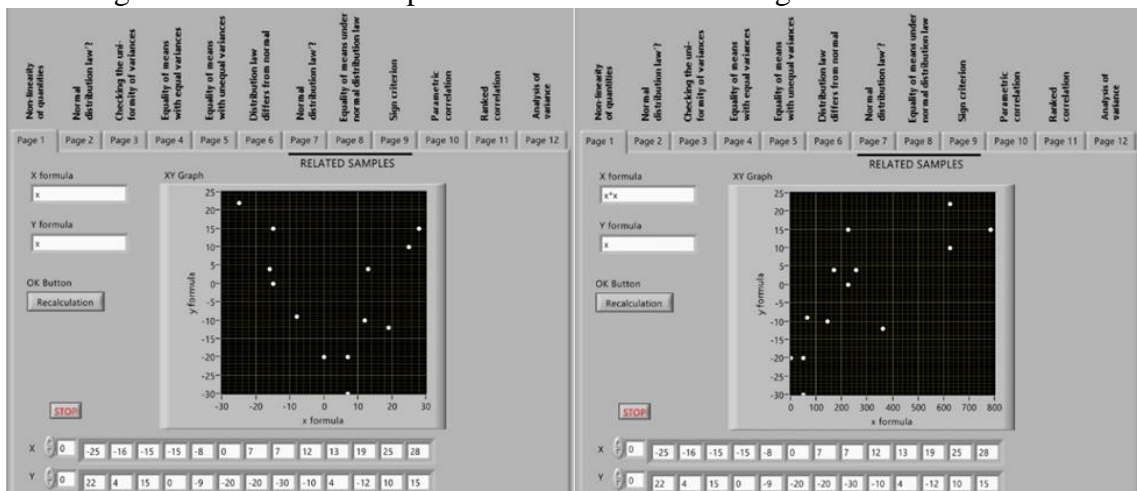 Non-linearity
of quantities
Normal
distribution law'?
Checking the uni-
formity of variances
Equality of means
with equal variances
Equality of means
with unequal variances
Distribution law
differs from normal
Normal
distribution law'?
Equality of means under
normal distribution law
Sign criterion
Parametric
correlation
Ranked
correlation
Analysis of
variance
Page 1 Page 2 Page 3 Page 4 Page 5 Page 6 Page 7 Page 8 Page 9 Page 10 Page 11 Page 12
RELATED SAMPLES
X formula
x
Y formula
x
OK Button
Recalculation
STOP
XY Graph
25
20
15
10
5
0
-5
-10
-15
-20
-25
-30
y formula
-30 -20 -10 0 10 20 30
x formula
X 0 -25 -16 -15 -15 -8 0 7 7 12 13 19 25 28
Y 0 22 4 15 0 -9 -20 -20 -30 -10 4 -12 10 15
Non-linearity
of quantities
Normal
distribution law'?
Checking the uni-
formity of variances
Equality of means
with equal variances
Equality of means
with unequal variances
Distribution law
differs from normal
Normal
distribution law'?
Equality of means under
normal distribution law
Sign criterion
Parametric
correlation
Ranked
correlation
Analysis of
variance
Page 1 Page 2 Page 3 Page 4 Page 5 Page 6 Page 7 Page 8 Page 9 Page 10 Page 11 Page 12
RELATED SAMPLES
X formula
x*x
Y formula
x
OK Button
Recalculation
STOP
XY Graph
25
20
15
10
5
0
-5
-10
-15
-20
-25
-30
y formula
0 100 200 300 400 500 600 700 800
x formula
X 0 -25 -16 -15 -15 -8 0 7 7 12 13 19 25 28
Y 0 22 4 15 0 -9 -20 -20 -30 -10 4 -12 10 15